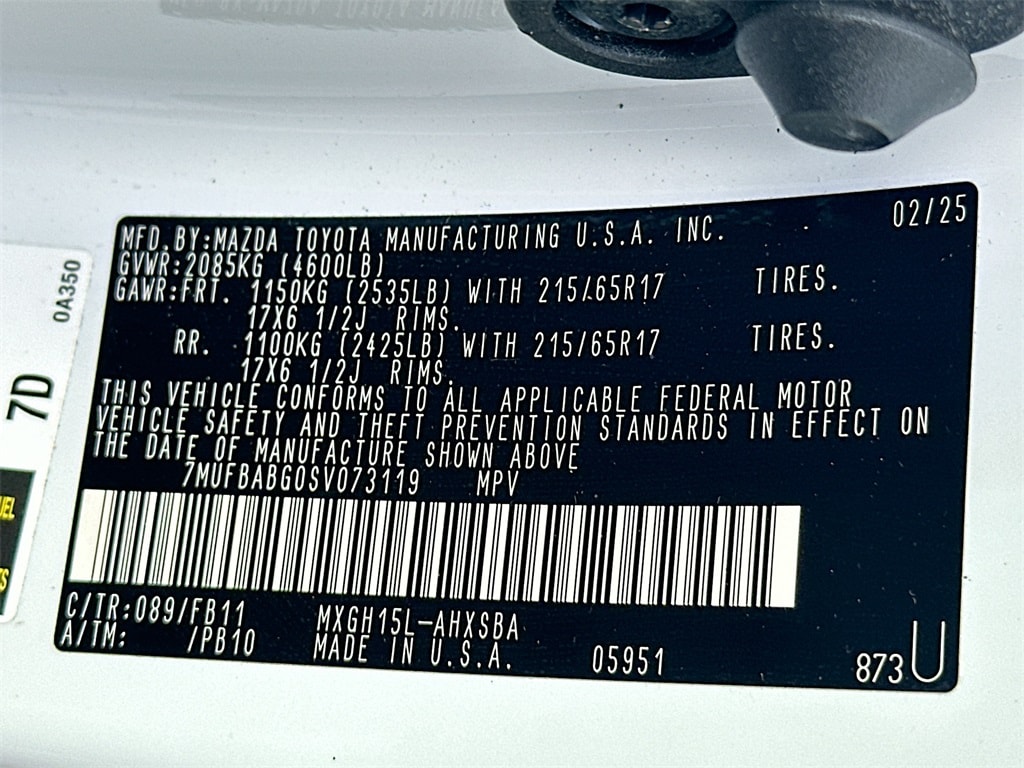 02/25
MFD.BY:MAZDA TOYOTA MANUFACTURING U.S.A. INC.
GVWR:2085KG (4600LB)
GAWR:FRT. 1150KG (2535LB) WITH 215/65R17 TIRES.
17X6 1/2J RIMS.
RR. 1100KG (2425LB) WITH 215/65R17 TIRES.
17X6 1/2J RIMS.
THIS VEHICLE CONFORMS TO ALL APPLICABLE FEDERAL MOTOR
VEHICLE SAFETY AND THEFT PREVENTION STANDARDS IN EFFECT ON
THE DATE OF MANUFACTURE SHOWN ABOVE
7MUFBABG0SV073119 MPV
C/TR:089/FB11 MXGH15L-AHXSBA
A/TM: /PB10 MADE IN U.S.A. 05951
873U
0A350
7D